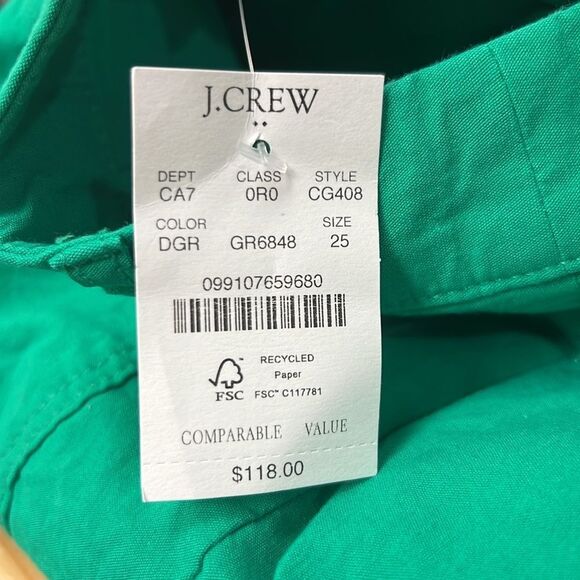 J.CREW
DEPT CLASS STYLE
CA7 0R0 CG408
COLOR SIZE
DGR GR6848 25
099107659680
RECYCLED
Paper
FSC™ C117781
FSC
COMPARABLE VALUE
$118.00